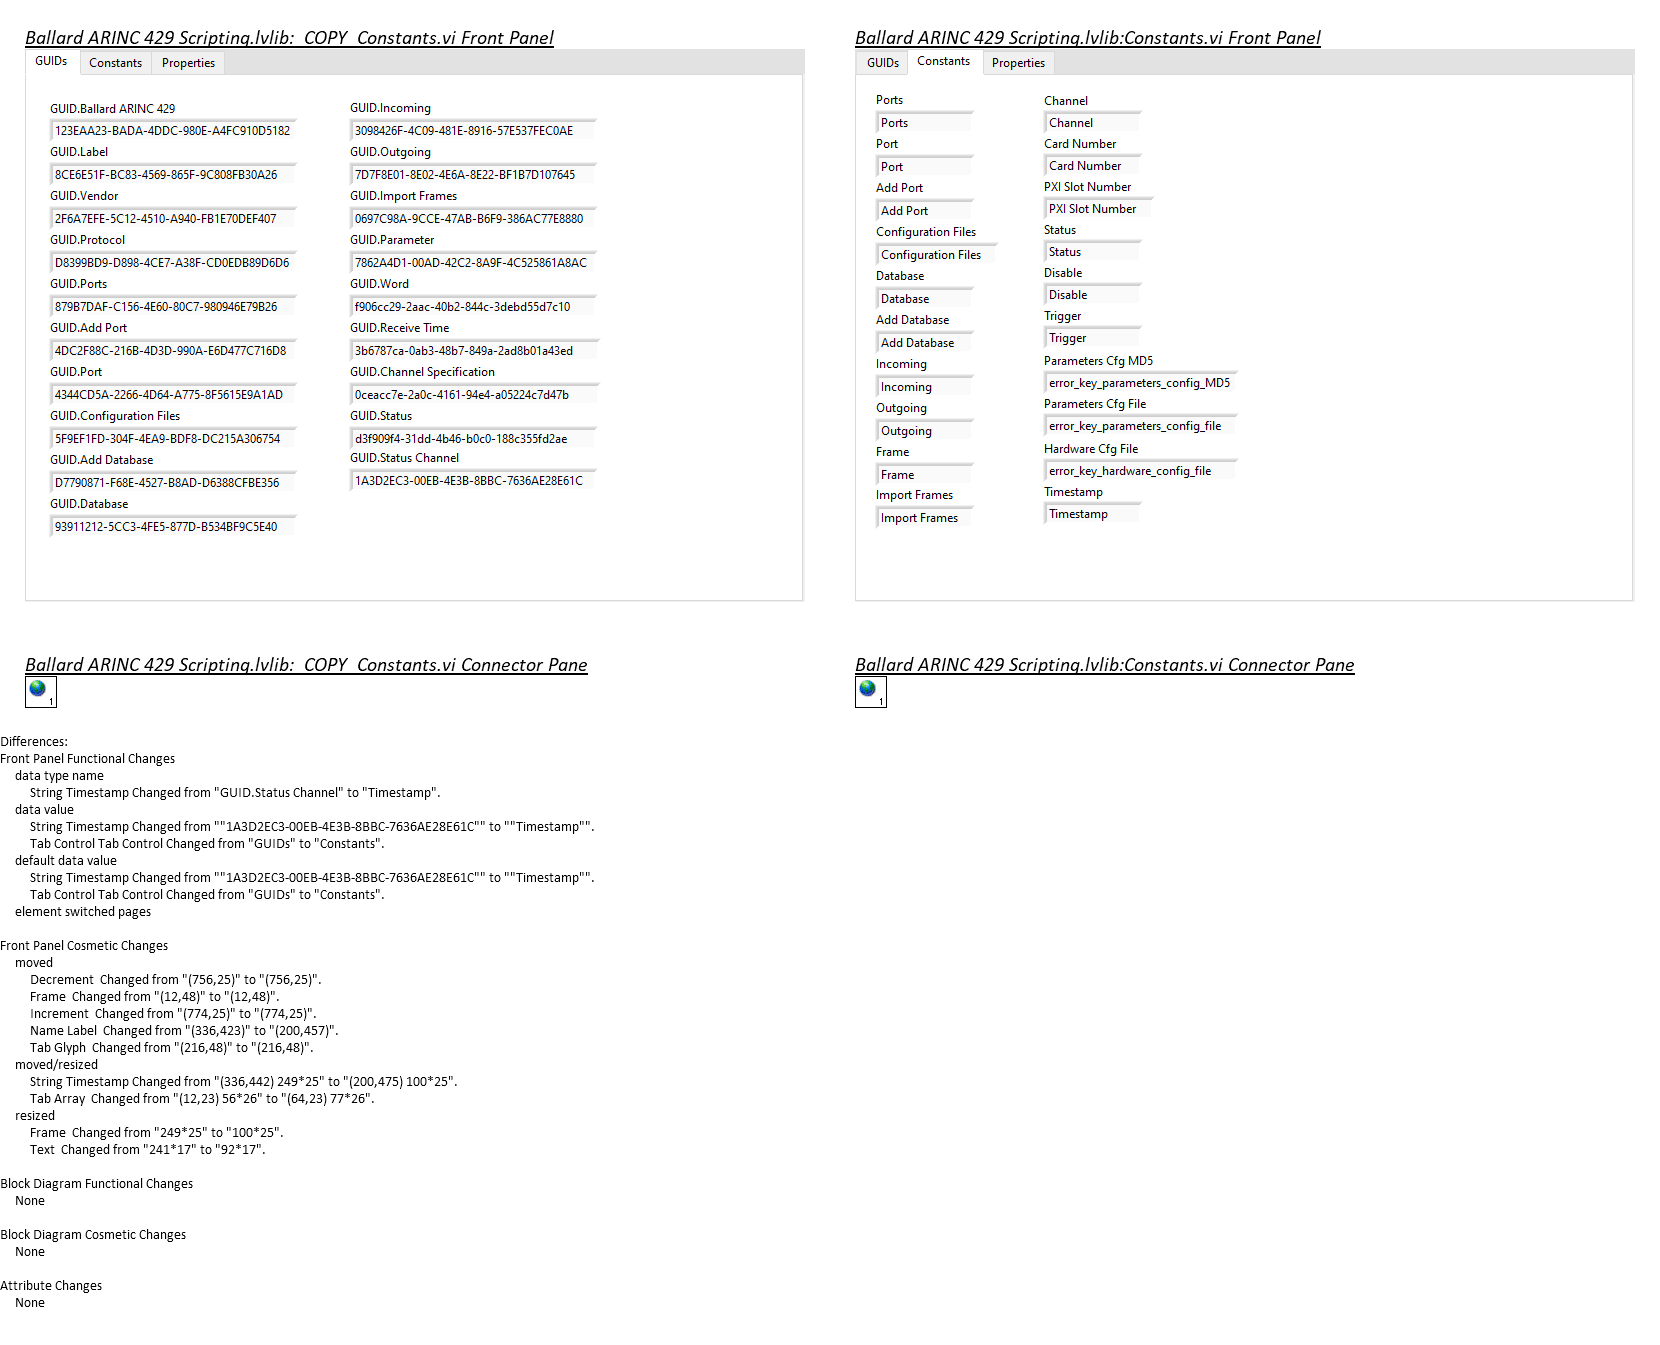 Ballard ARINC 429 Scripting.lvlib:_COPY_Constants.vi Front Panel
GUIDs Constants Properties
GUID.Ballard ARINC 429
123EAA23-BADA-4DDC-980E-A4FC910D5182
GUID.Label
8CE6E51F-BC83-4569-865F-9C808FB30A26
GUID.Vendor
2F6A7EFE-5C12-4510-A940-FB1E70DEF407
GUID.Protocol
D8399BD9-D898-4CE7-A38F-CD0EDB89D6D6
GUID.Ports
879B7DAF-C156-4E60-80C7-980946E79B26
GUID.Add Port
4DC2F88C-216B-4D3D-990A-E6D477C716D8
GUID.Port
4344CD5A-2266-4D64-A775-8F5615E9A1AD
GUID.Configuration Files
5F9EF1FD-304F-4EA9-BDF8-DC215A306754
GUID.Add Database
D7790871-F68E-4527-B8AD-D6388CFBE356
GUID.Database
93911212-5CC3-4FE5-877D-B534BF9C5E40
GUID.Incoming
3098426F-4C09-481E-8916-57E537FEC0AE
GUID.Outgoing
7D7F8E01-8E02-4E6A-8E22-BF1B7D107645
GUID.Import Frames
0697C98A-9CCE-47AB-B6F9-386AC77E8880
GUID.Parameter
7862A4D1-00AD-42C2-8A9F-4C525861A8AC
GUID.Word
f906cc29-2aac-40b2-844c-3debd55d7c10
GUID.Receive Time
3b6787ca-0ab3-48b7-849a-2ad8b01a43ed
GUID.Channel Specification
0ceacc7e-2a0c-4161-94e4-a05224c7d47b
GUID.Status
d3f909f4-31dd-4b46-b0c0-188c355fd2ae
GUID.Status Channel
1A3D2EC3-00EB-4E3B-8BBC-7636AE28E61C
Ballard ARINC 429 Scripting.lvlib:Constants.vi Front Panel
GUIDs Constants Properties
Ports
Ports
Port
Port
Add Port
Add Port
Configuration Files
Configuration Files
Database
Database
Add Database
Add Database
Incoming
Incoming
Outgoing
Outgoing
Frame
Frame
Import Frames
Import Frames
Channel
Channel
Card Number
Card Number
PXI Slot Number
PXI Slot Number
Status
Status
Disable
Disable
Trigger
Trigger
Parameters Cfg MD5
error_key_parameters_config_MD5
Parameters Cfg File
error_key_parameters_config_file
Hardware Cfg File
error_key_hardware_config_file
Timestamp
Timestamp
Ballard ARINC 429 Scripting.lvlib:_COPY_Constants.vi Connector Pane
1
Ballard ARINC 429 Scripting.lvlib:Constants.vi Connector Pane
1
Differences:
Front Panel Functional Changes
data type name
String Timestamp Changed from "GUID.Status Channel" to "Timestamp".
data value
String Timestamp Changed from ""1A3D2EC3-00EB-4E3B-8BBC-7636AE28E61C"" to ""Timestamp"".
Tab Control Tab Control Changed from "GUIDs" to "Constants".
default data value
String Timestamp Changed from ""1A3D2EC3-00EB-4E3B-8BBC-7636AE28E61C"" to ""Timestamp"".
Tab Control Tab Control Changed from "GUIDs" to "Constants".
element switched pages
Front Panel Cosmetic Changes
moved
Decrement  Changed from "(756,25)" to "(756,25)".
Frame  Changed from "(12,48)" to "(12,48)".
Increment  Changed from "(774,25)" to "(774,25)".
Name Label  Changed from "(336,423)" to "(200,457)".
Tab Glyph  Changed from "(216,48)" to "(216,48)".
moved/resized
String Timestamp Changed from "(336,442) 249*25" to "(200,475) 100*25".
Tab Array  Changed from "(12,23) 56*26" to "(64,23) 77*26".
resized
Frame  Changed from "249*25" to "100*25".
Text  Changed from "241*17" to "92*17".
Block Diagram Functional Changes
None
Block Diagram Cosmetic Changes
None
Attribute Changes
None